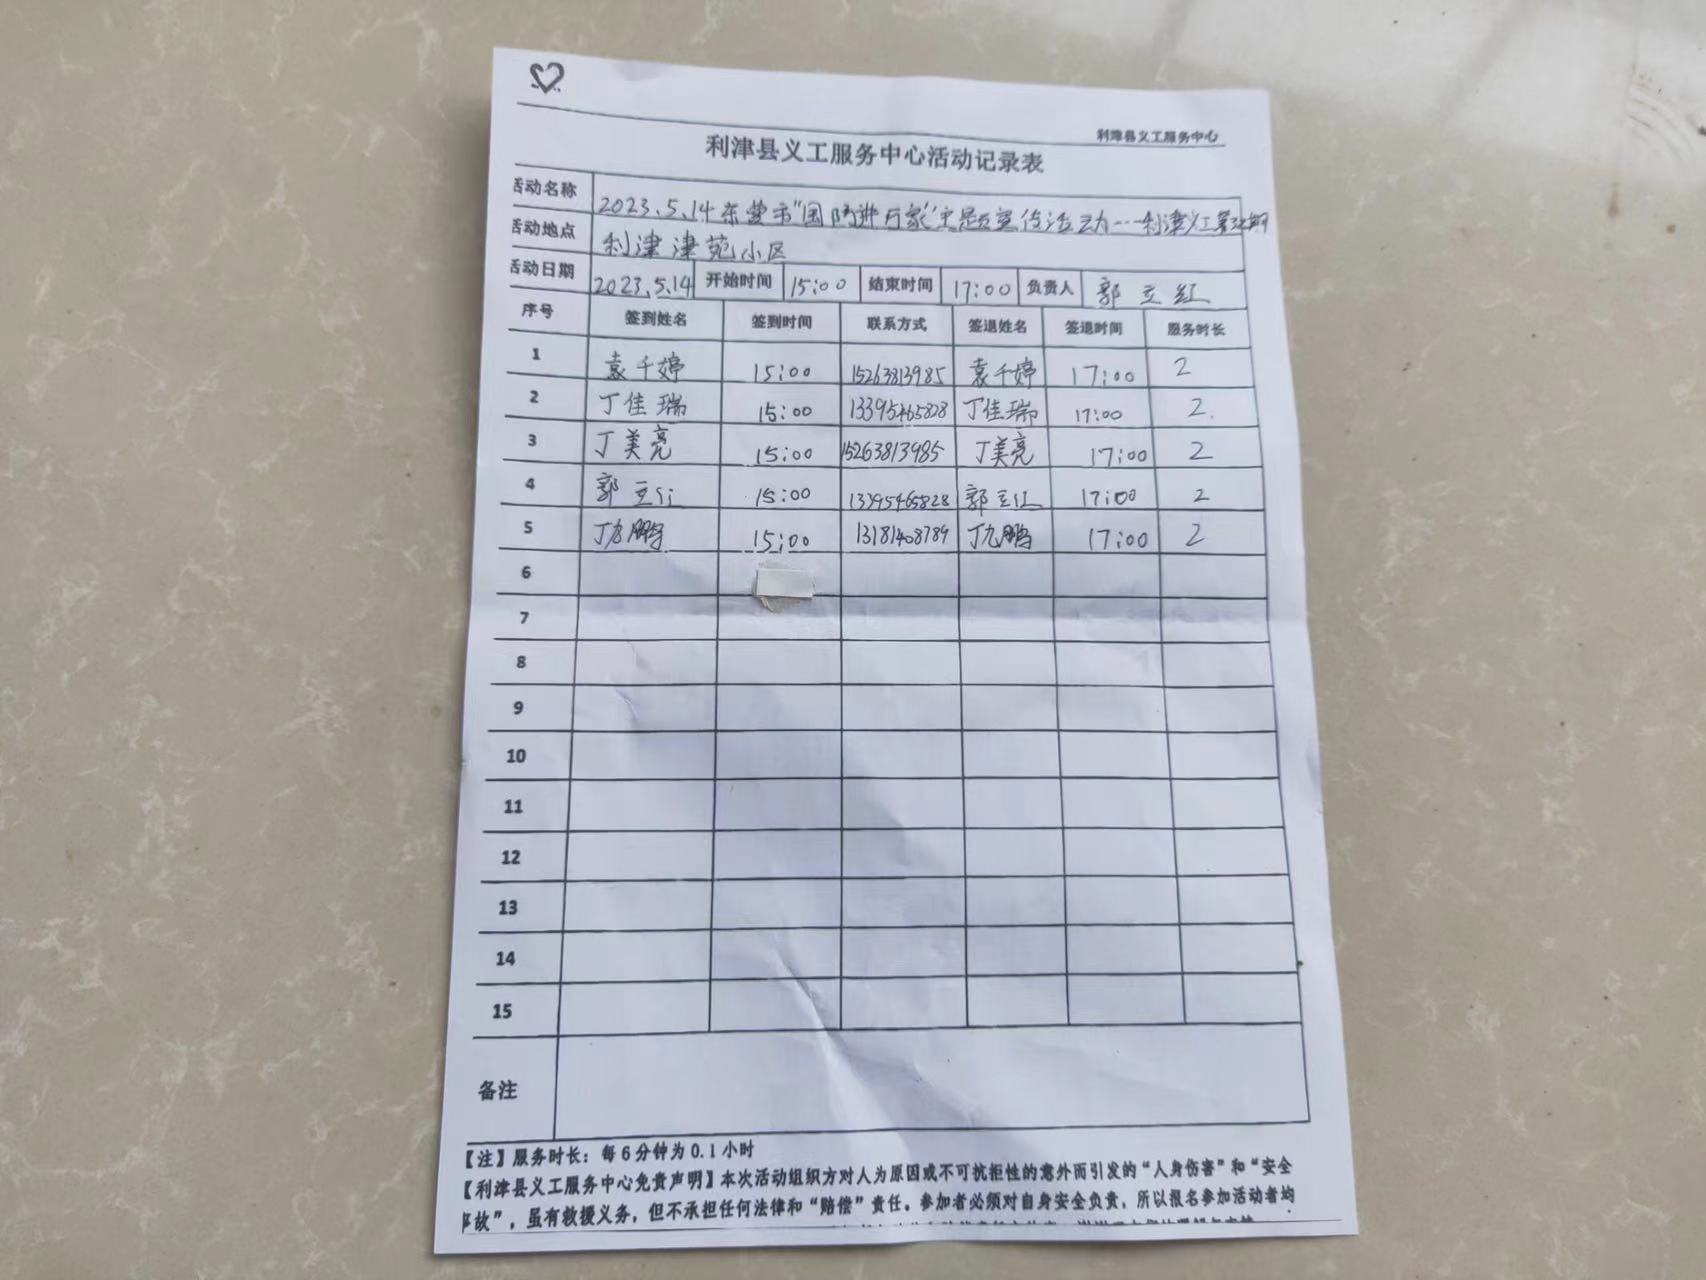 利津县义工服务中心
利津县义工服务中心活动记录表
活动名称 2023.5.14东营市"国防进万家"主题宣传活动---利津义工第
活动地点 利津津苑小区
活动日期 2023.5.14 开始时间 15:00 结束时间 17:00 负责人 郭立红
序号 签到姓名 签到时间 联系方式 签退姓名 签退时间 服务时长
1 袁千婷 15:00 15263813985 袁千婷 17:00 2
2 丁佳瑞 15:00 13395465828 丁佳瑞 17:00 2.
3 丁美亮 15:00 15263813985 丁美亮 17:00 2
4 郭立红 15:00 13395465828 郭立红 17:00 2
5 丁九鹏 15:00 13181408789 丁九鹏 17:00 2
6
7
8
9
10
11
12
13
14
15
备注
【注】服务时长：每6分钟为0.1小时
【利津县义工服务中心免责声明】本次活动组织方对人为原因或不可抗拒性的意外而引发的“人身伤害”和“安全
事故”，虽有救援义务，但不承担任何法律和“赔偿”责任。参加者必须对自身安全负责，所以报名参加活动者均